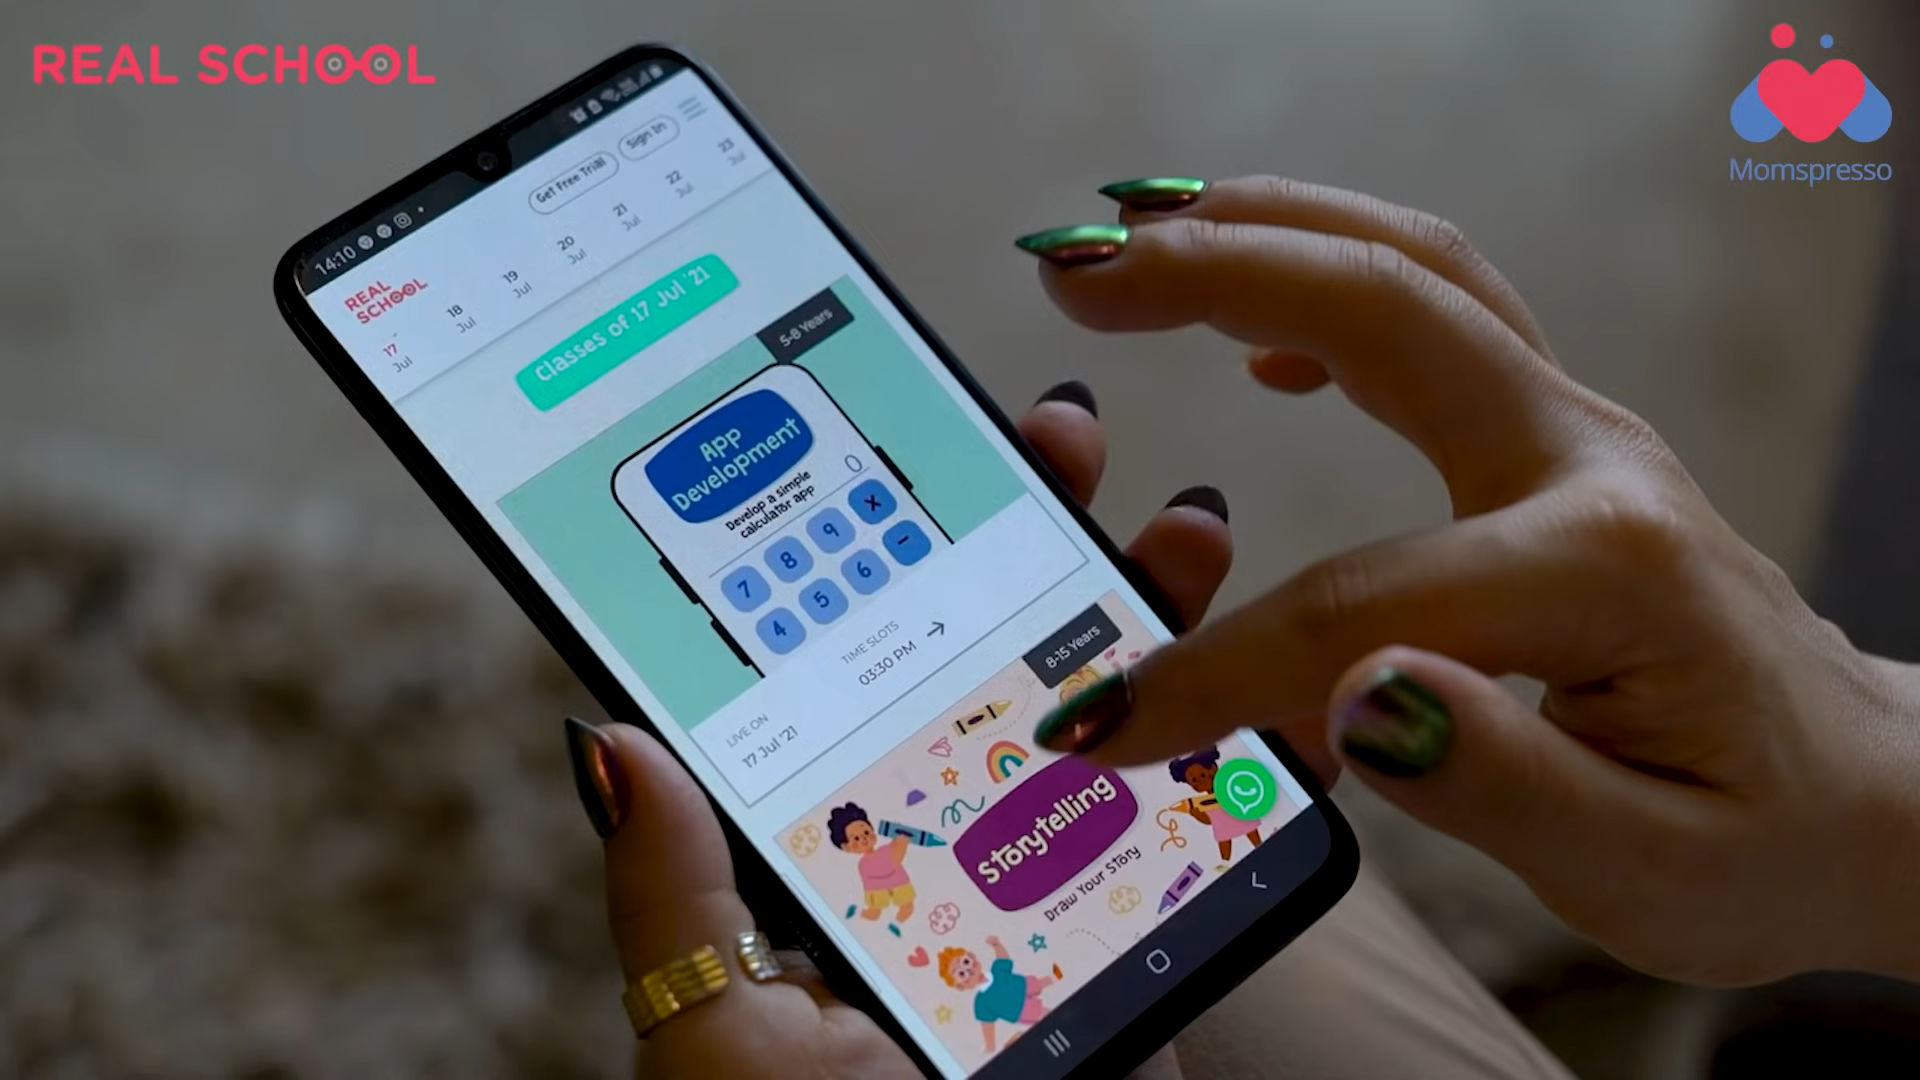 REAL SCHOOL
Momspresso
14:10
Get Free Trial
Sign In
REAL
SCHOOL
17
Jul
18
Jul
19
Jul
20
Jul
21
Jul
22
Jul
23
Jul
Classes of 17 Jul '21
5-8 Years
App
Development
Develop a simple
calculator app
0
7 8 9 x
4 5 6 -
LIVE ON
17 Jul '21
TIME SLOTS
03:30 PM →
8-15 Years
Storytelling
Draw Your Story